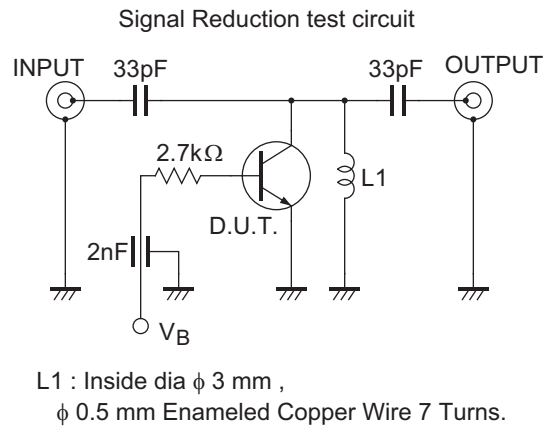 Signal Reduction test circuit
INPUT
33pF
33pF
OUTPUT
2.7kΩ
L1
D.U.T.
2nF
VB
L1 : Inside dia ϕ 3 mm ,
ϕ 0.5 mm Enameled Copper Wire 7 Turns.